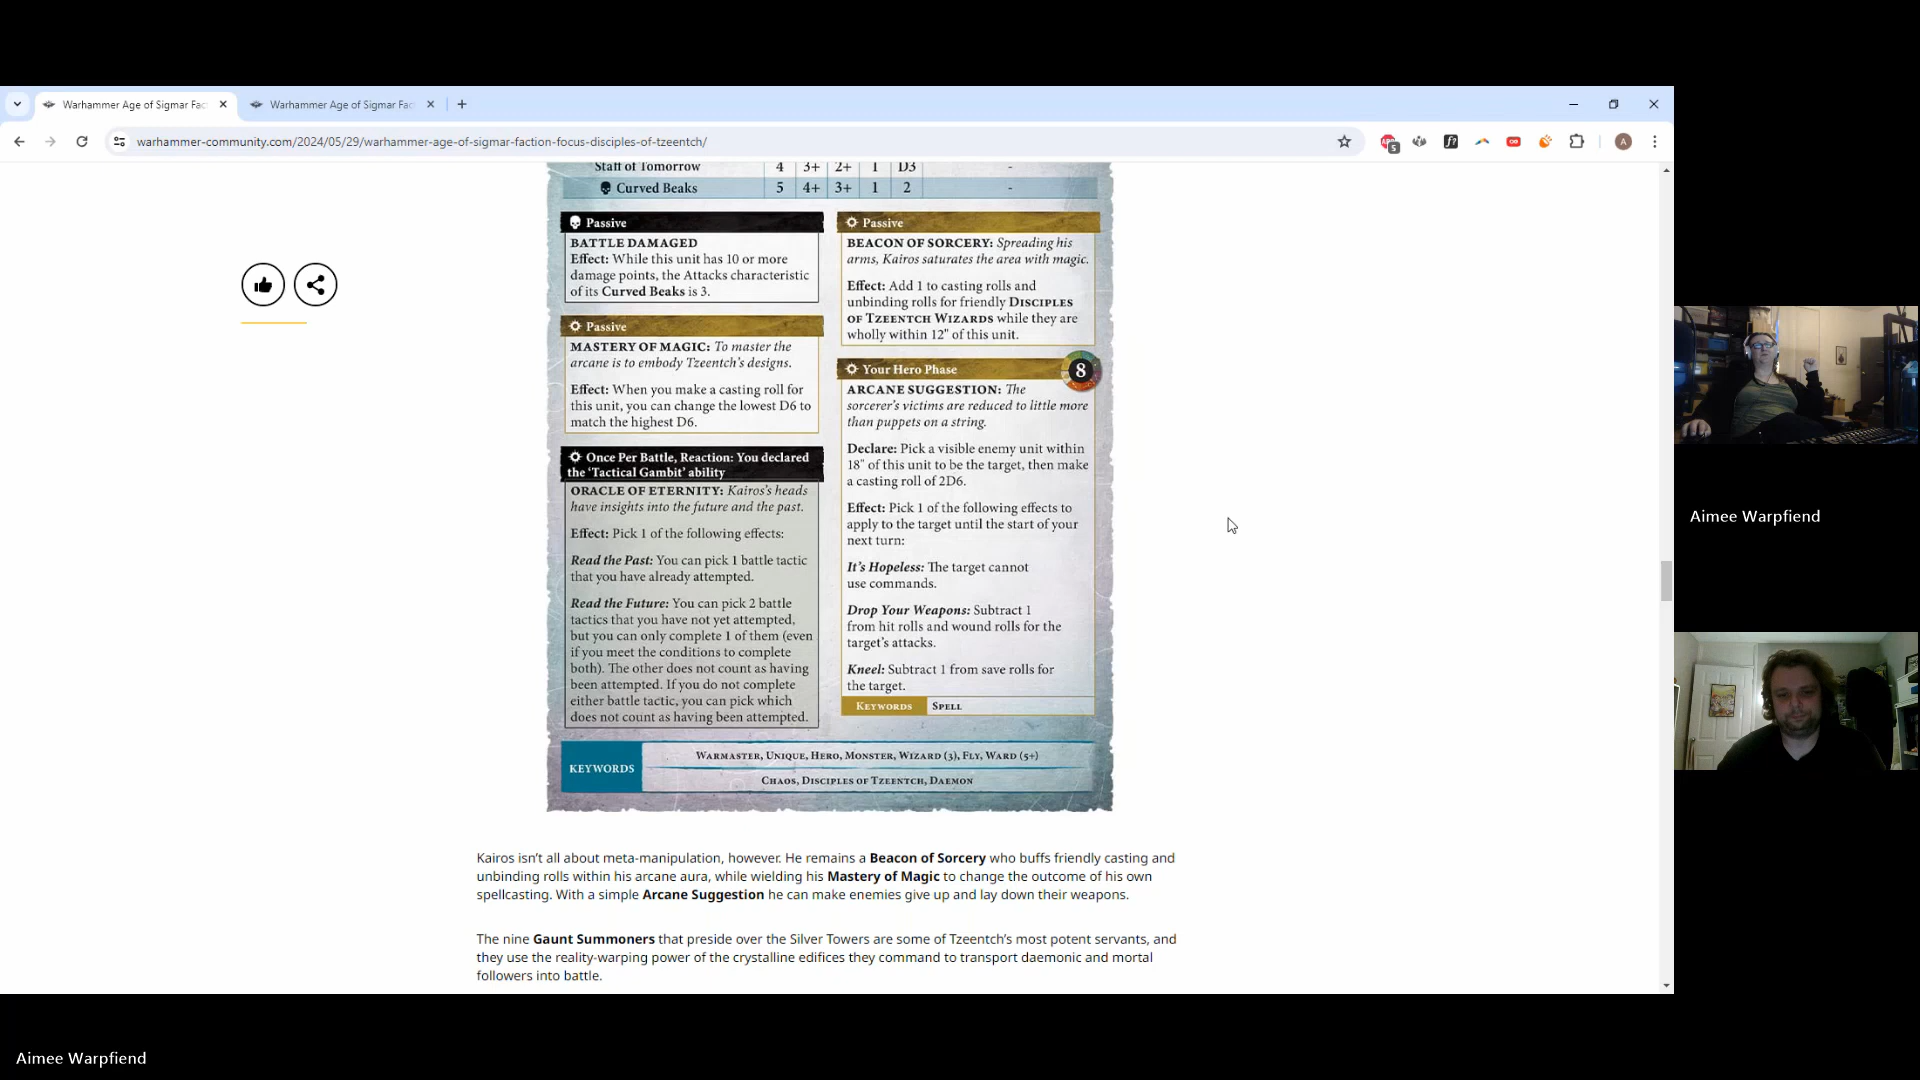 Warhammer Age of Sigmar Fac
Warhammer Age of Sigmar Fac
warhammer-community.com/2024/05/29/warhammer-age-of-sigmar-faction-focus-disciples-of-tzeentch/
A
Staff of Tomorrow 4 3+ 2+ 1 D3 -
Curved Beaks 5 4+ 3+ 1 2 -
Passive
BATTLE DAMAGED
Effect: While this unit has 10 or more
damage points, the Attacks characteristic
of its Curved Beaks is 3.
Passive
MASTERY OF MAGIC: To master the
arcane is to embody Tzeentch's designs.
Effect: When you make a casting roll for
this unit, you can change the lowest D6 to
match the highest D6.
Once Per Battle, Reaction: You declared
the 'Tactical Gambit' ability
ORACLE OF ETERNITY: Kairos's heads
have insights into the future and the past.
Effect: Pick 1 of the following effects:
Read the Past: You can pick 1 battle tactic
that you have already attempted.
Read the Future: You can pick 2 battle
tactics that you have not yet attempted,
but you can only complete 1 of them (even
if you meet the conditions to complete
both). The other does not count as having
been attempted. If you do not complete
either battle tactic, you can pick which
does not count as having been attempted.
Passive
BEACON OF SORCERY: Spreading his
arms, Kairos saturates the area with magic.
Effect: Add 1 to casting rolls and
unbinding rolls for friendly DISCIPLES
OF TZEENTCH WIZARDS while they are
wholly within 12" of this unit.
Your Hero Phase
8
ARCANE SUGGESTION: The
sorcerer's victims are reduced to little more
than puppets on a string.
Declare: Pick a visible enemy unit within
18" of this unit to be the target, then make
a casting roll of 2D6.
Effect: Pick 1 of the following effects to
apply to the target until the start of your
next turn:
It's Hopeless: The target cannot
use commands.
Drop Your Weapons: Subtract 1
from hit rolls and wound rolls for the
target's attacks.
Kneel: Subtract 1 from save rolls for
the target.
KEYWORDS SPELL
KEYWORDS
WARMASTER, UNIQUE, HERO, MONSTER, WIZARD (3), FLY, WARD (5+)
CHAOS, DISCIPLES OF TZEENTCH, DAEMON
Kairos isn't all about meta-manipulation, however. He remains a Beacon of Sorcery who buffs friendly casting and
unbinding rolls within his arcane aura, while wielding his Mastery of Magic to change the outcome of his own
spellcasting. With a simple Arcane Suggestion he can make enemies give up and lay down their weapons.
The nine Gaunt Summoners that preside over the Silver Towers are some of Tzeentch's most potent servants, and
they use the reality-warping power of the crystalline edifices they command to transport daemonic and mortal
followers into battle.
Aimee Warpfiend
Aimee Warpfiend